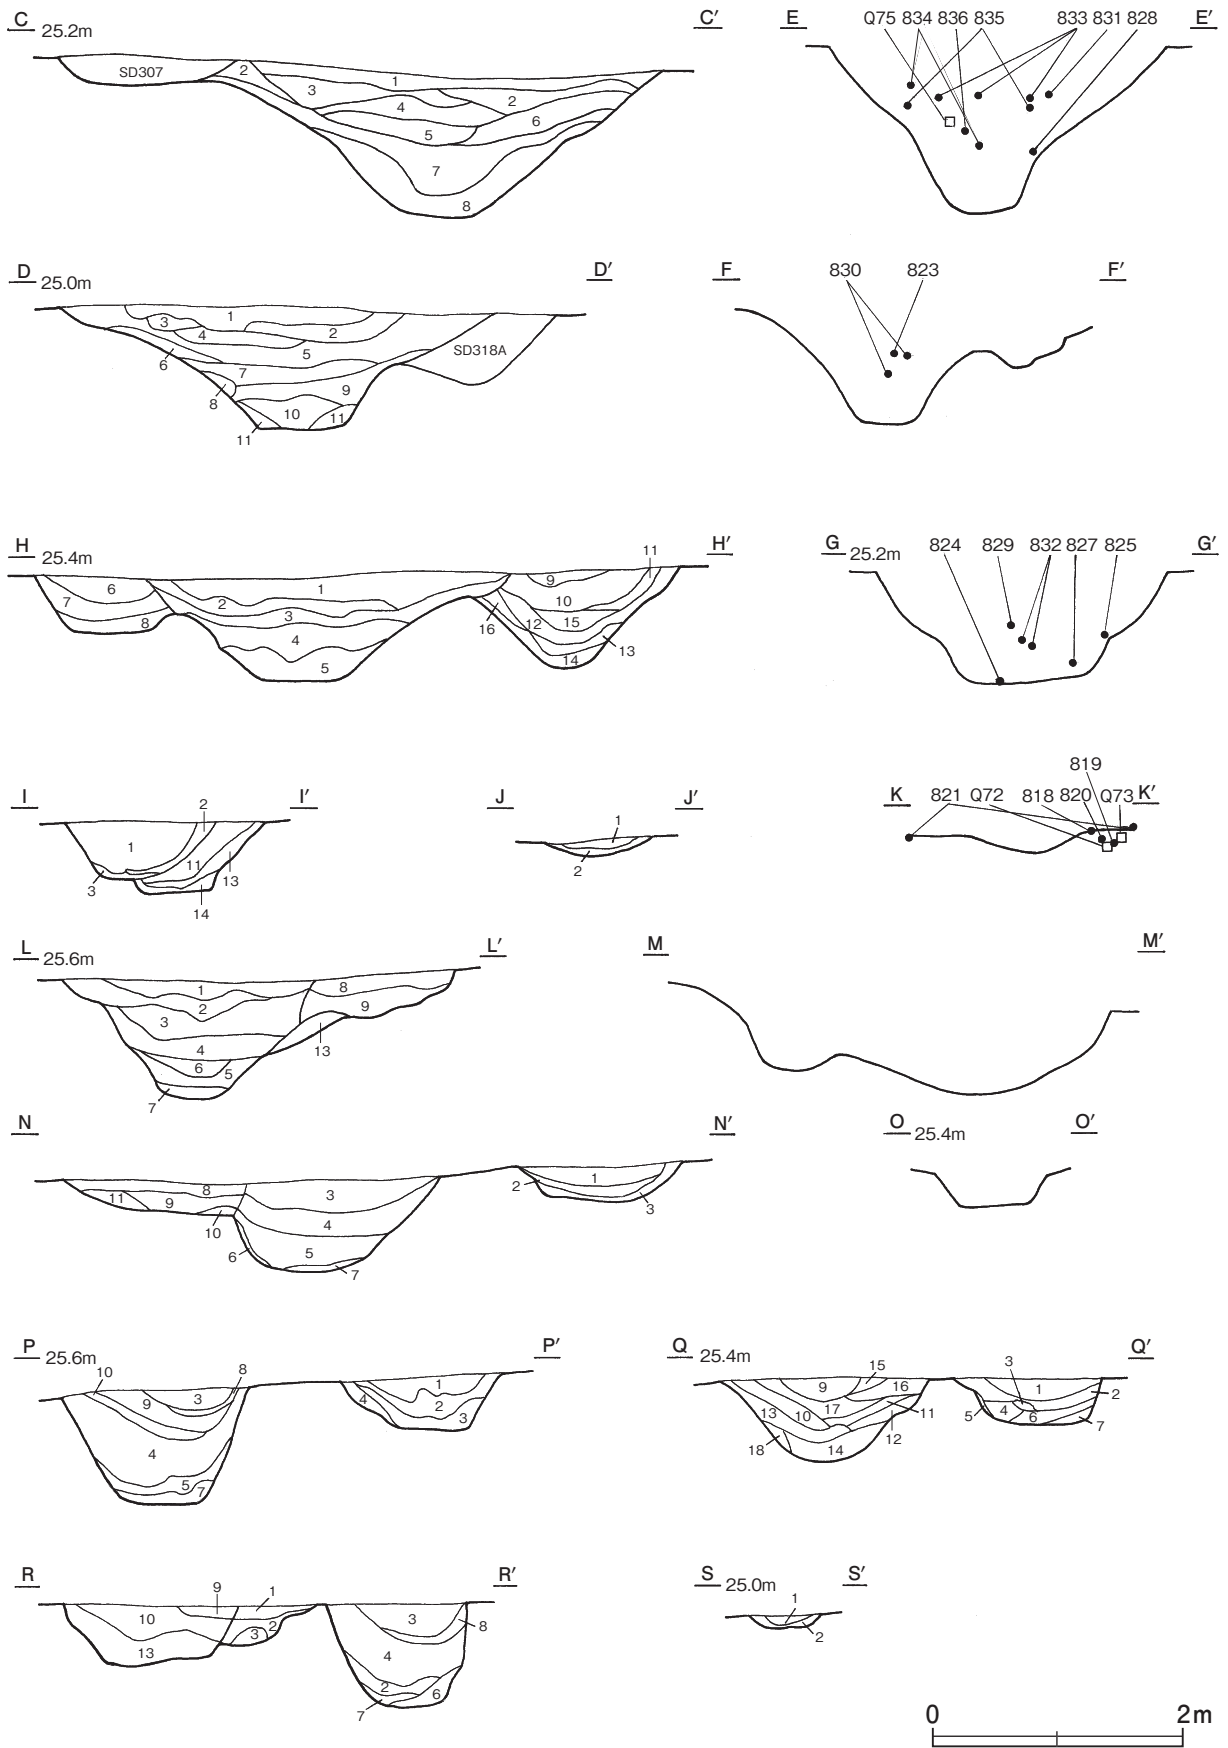 C 25.2m C′
SD307 2 3 1 4 2 5 6 7 8
E Q75 834 836 835 833 831 828 E′
D 25.0m D′
1 3 4 2 5 6 7 8 9 10 11 11 SD318A
F 830 823 F′
H 25.4m H′
6 7 8 1 2 3 4 5 9 11 10 12 15 16 13 14
G 25.2m 824 829 832 827 825 G′
I I′
1 2 3 11 13 14
J J′
1 2
K 821 Q72 818 820 819 Q73 K′
L 25.6m L′
1 2 3 4 6 5 7 8 9 13
M M′
N N′
11 8 9 10 3 4 5 6 7 2 1 3
O 25.4m O′
P 25.6m P′
10 9 3 8 4 5 7 4 1 2 3
Q 25.4m Q′
9 15 16 17 13 10 11 12 18 14 3 1 2 5 4 6 7
R R′
10 9 1 13 3 2 3 8 4 2 6 7
S 25.0m S′
1 2
0 2m